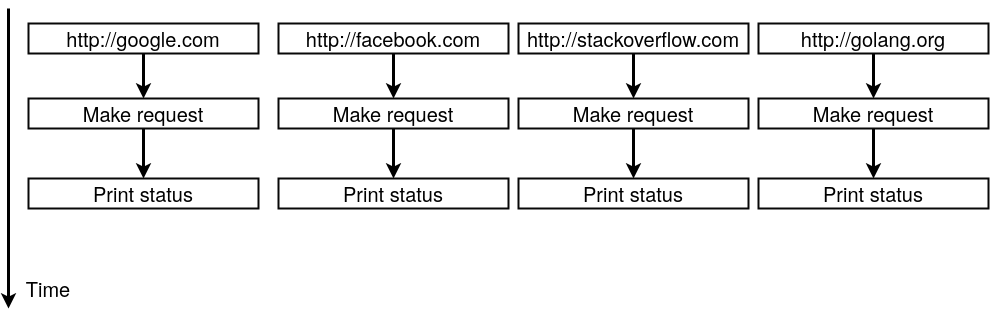 http://google.com
http://facebook.com
http://stackoverflow.com
http://golang.org
Make request
Make request
Make request
Make request
Print status
Print status
Print status
Print status
Time